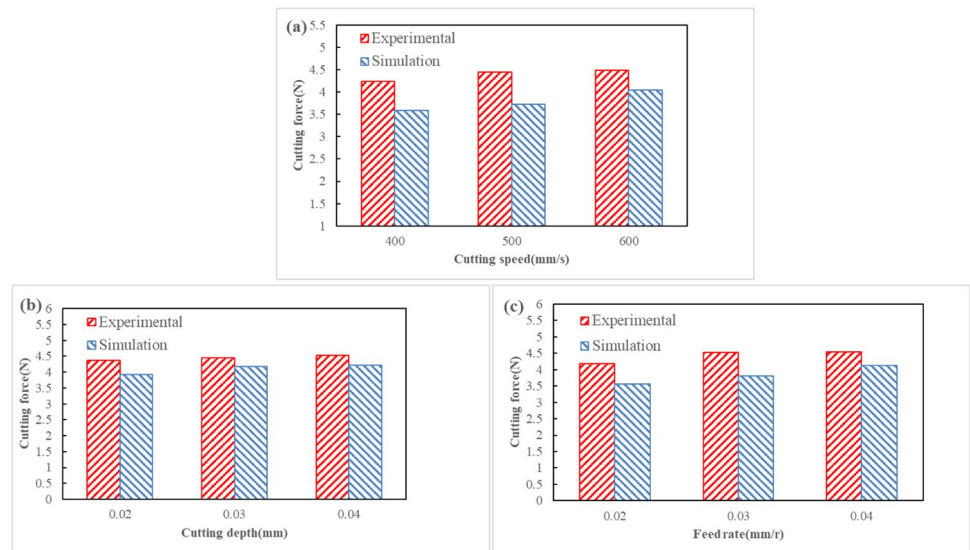 (a)
Experimental
Simulation
Cutting force(N)
5.5
5
4.5
4
3.5
3
2.5
2
1.5
1
400 500 600
Cutting speed(mm/s)
(b)
Experimental
Simulation
Cutting force(N)
6
5.5
5
4.5
4
3.5
3
2.5
2
1.5
1
0.5
0
0.02 0.03 0.04
Cutting depth(mm)
(c)
Experimental
Simulation
Cutting force(N)
6
5.5
5
4.5
4
3.5
3
2.5
2
1.5
1
0.5
0
0.02 0.03 0.04
Feed rate(mm/r)